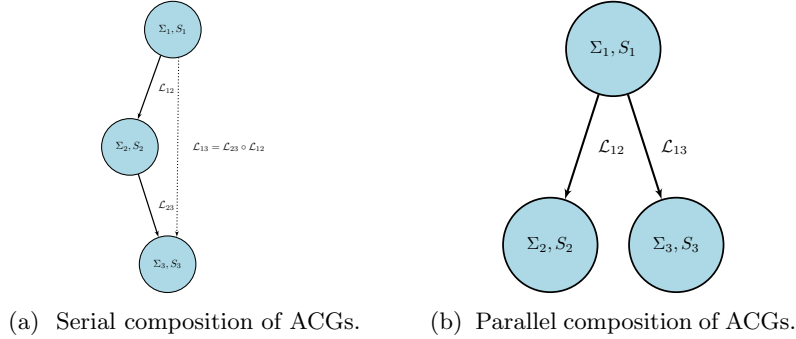 Σ₁, S₁
ℒ₁₂
Σ₂, S₂
ℒ₁₃ = ℒ₂₃ ∘ ℒ₁₂
ℒ₂₃
Σ₃, S₃
(a) Serial composition of ACGs.
Σ₁, S₁
ℒ₁₂ ℒ₁₃
Σ₂, S₂ Σ₃, S₃
(b) Parallel composition of ACGs.